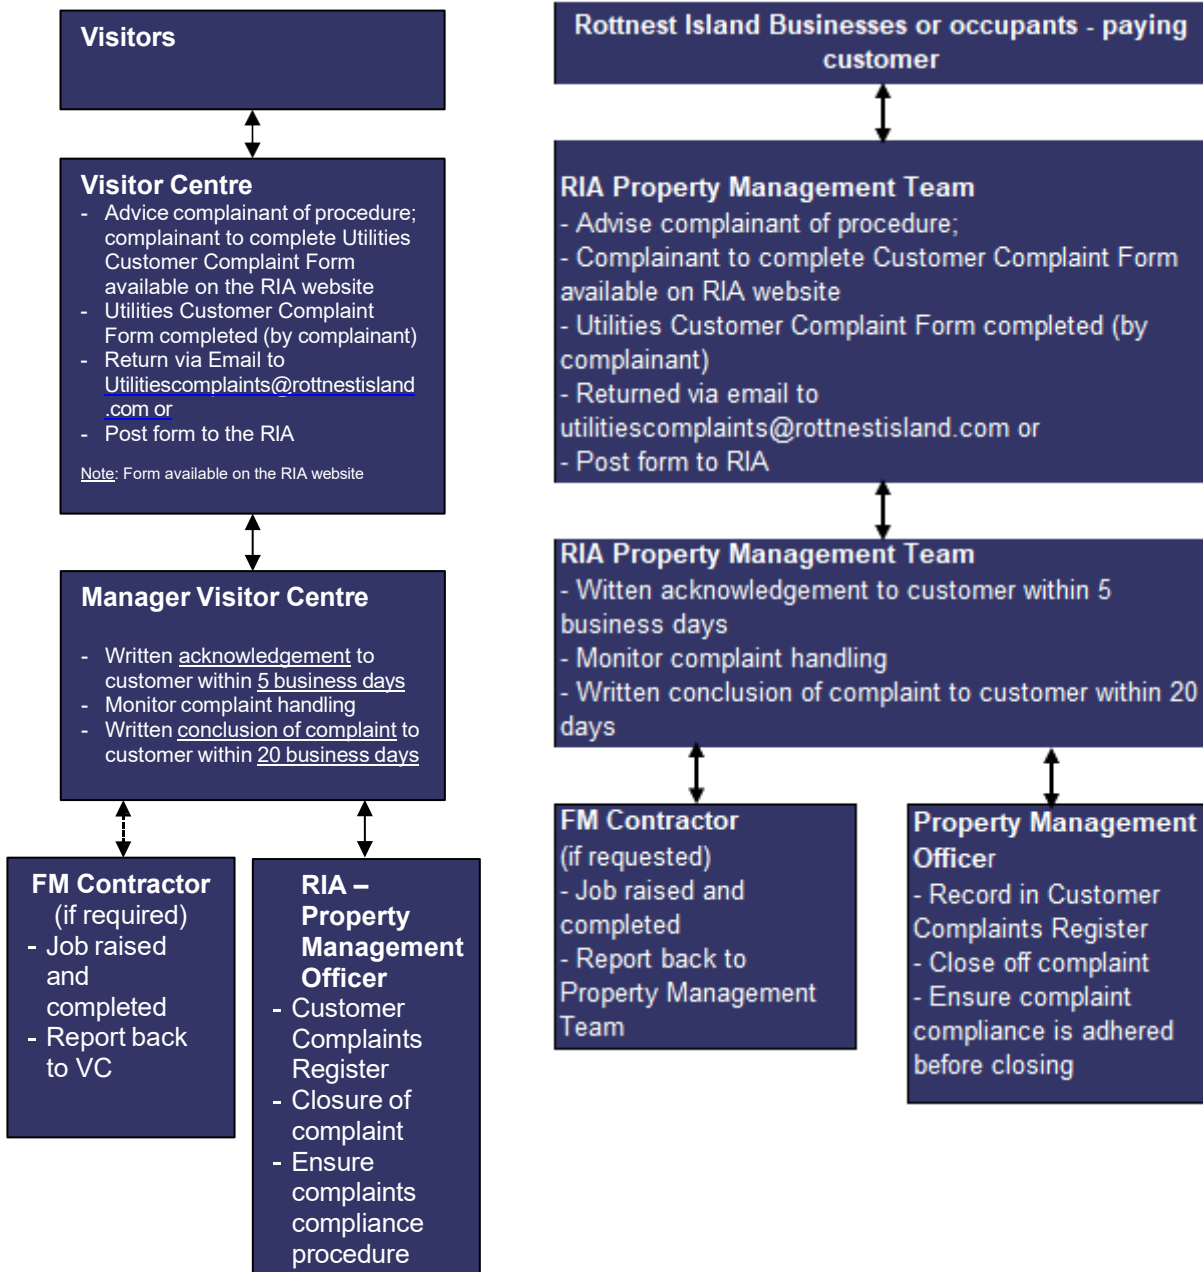 Visitors
Visitor Centre
- Advice complainant of procedure;
complainant to complete Utilities
Customer Complaint Form
available on the RIA website
- Utilities Customer Complaint
Form completed (by complainant)
- Return via Email to
Utilitiescomplaints@rottnestisland
.com or
- Post form to the RIA
Note: Form available on the RIA website
Manager Visitor Centre
- Written acknowledgement to
customer within 5 business days
- Monitor complaint handling
- Written conclusion of complaint to
customer within 20 business days
FM Contractor
(if required)
- Job raised
and
completed
- Report back
to VC
RIA –
Property
Management
Officer
- Customer
Complaints
Register
- Closure of
complaint
- Ensure
complaints
compliance
procedure
Rottnest Island Businesses or occupants - paying
customer
RIA Property Management Team
- Advise complainant of procedure;
- Complainant to complete Customer Complaint Form
available on RIA website
- Utilities Customer Complaint Form completed (by
complainant)
- Returned via email to
utilitiescomplaints@rottnestisland.com or
- Post form to RIA
RIA Property Management Team
- Witten acknowledgement to customer within 5
business days
- Monitor complaint handling
- Written conclusion of complaint to customer within 20
days
FM Contractor
(if requested)
- Job raised and
completed
- Report back to
Property Management
Team
Property Management
Officer
- Record in Customer
Complaints Register
- Close off complaint
- Ensure complaint
compliance is adhered
before closing